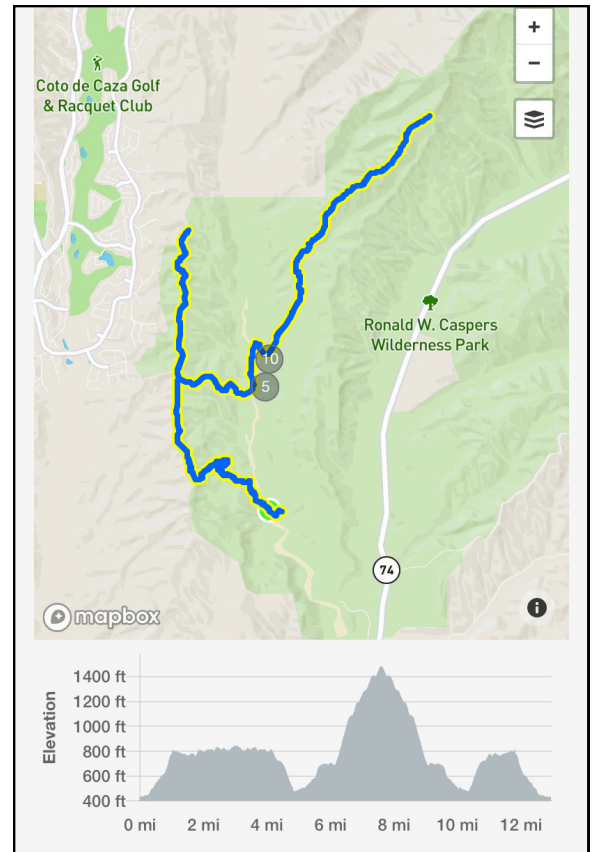 +
−
Coto de Caza Golf
& Racquet Club
Ronald W. Caspers
Wilderness Park
10
5
74
mapbox
i
Elevation
1400 ft
1200 ft
1000 ft
800 ft
600 ft
400 ft
0 mi 2 mi 4 mi 6 mi 8 mi 10 mi 12 mi